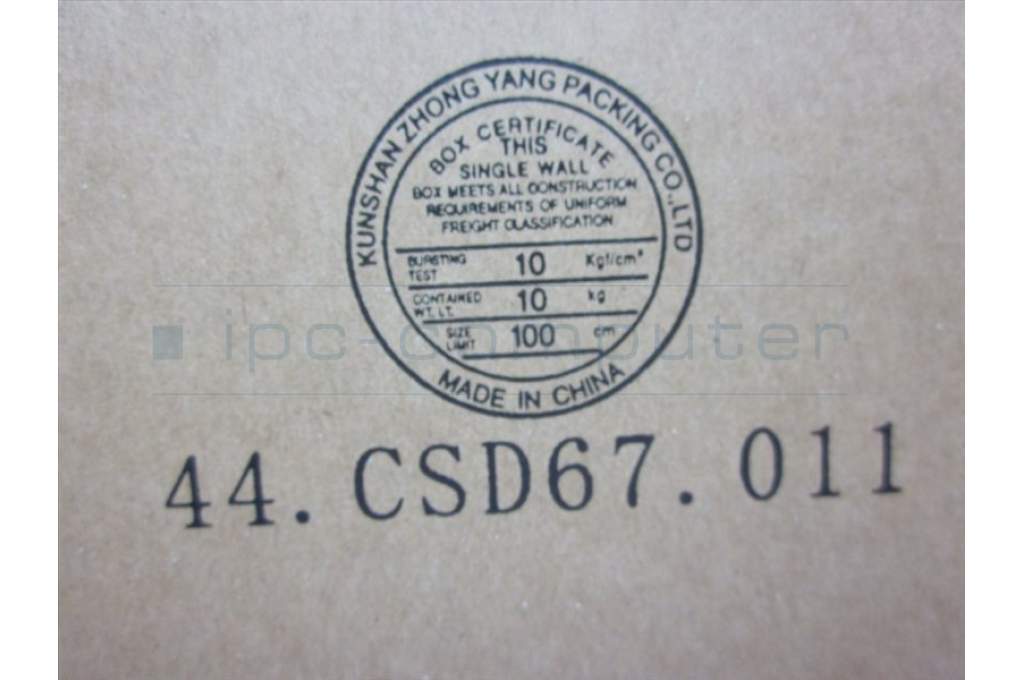 KUNSHAN ZHONG YANG PACKING CO.,LTD
BOX CERTIFICATE
THIS
SINGLE WALL
BOX MEETS ALL CONSTRUCTION
REQUIREMENTS OF UNIFORM
FREIGHT CLASSIFICATION
BURSTING TEST 10 Kgf/cm²
CONTAINED WT. LT. 10 kg
SIZE LIMIT 100 cm
MADE IN CHINA
ipc-computer
44.CSD67.011